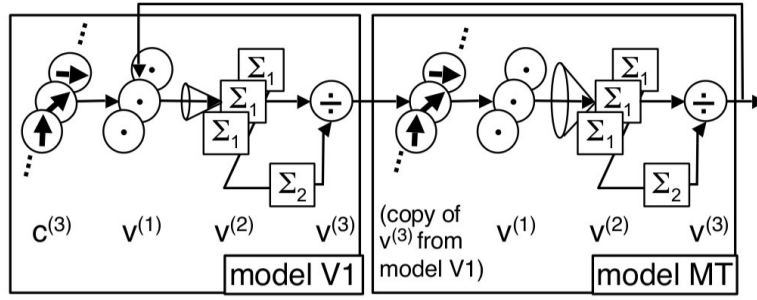 Σ₁
Σ₁
Σ₁
÷
Σ₂
c⁽³⁾ v⁽¹⁾ v⁽²⁾ v⁽³⁾
model V1
Σ₁
Σ₁
Σ₁
÷
Σ₂
(copy of
v⁽³⁾ from
model V1)
v⁽¹⁾ v⁽²⁾ v⁽³⁾
model MT